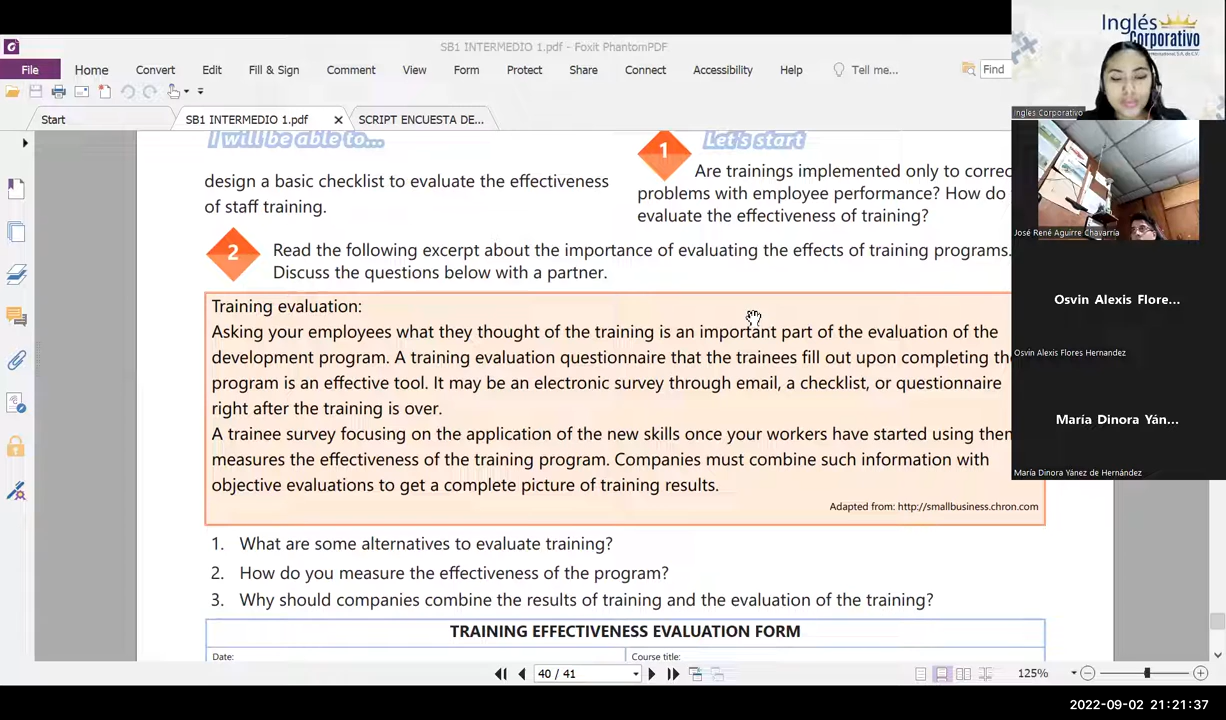 Inglés
Corporativo
SB1 INTERMEDIO 1.pdf - Foxit PhantomPDF
File Home Convert Edit Fill & Sign Comment View Form Protect Share Connect Accessibility Help Tell me... Find
Ingles Corporativo
Start SB1 INTERMEDIO 1.pdf SCRIPT ENCUESTA DE...
I will be able to...
1 Let's start
Are trainings implemented only to correc
design a basic checklist to evaluate the effectiveness
problems with employee performance? How do
of staff training.
evaluate the effectiveness of training?
José René Aguirre Chavarría
2 Read the following excerpt about the importance of evaluating the effects of training programs.
Discuss the questions below with a partner.
Training evaluation:
Asking your employees what they thought of the training is an important part of the evaluation of the
development program. A training evaluation questionnaire that the trainees fill out upon completing the
program is an effective tool. It may be an electronic survey through email, a checklist, or questionnaire
right after the training is over.
A trainee survey focusing on the application of the new skills once your workers have started using them
measures the effectiveness of the training program. Companies must combine such information with
objective evaluations to get a complete picture of training results.
Adapted from: http://smallbusiness.chron.com
Osvin Alexis Flore...
Osvin Alexis Flores Hernandez
María Dinora Yán...
María Dinora Yánez de Hernández
1. What are some alternatives to evaluate training?
2. How do you measure the effectiveness of the program?
3. Why should companies combine the results of training and the evaluation of the training?
TRAINING EFFECTIVENESS EVALUATION FORM
Date: Course title:
40 / 41 125%
2022-09-02 21:21:37